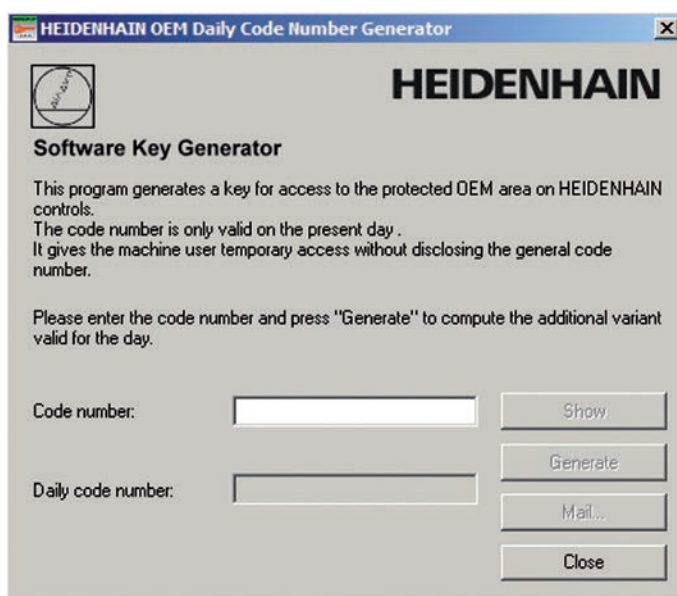 HEIDENHAIN OEM Daily Code Number Generator
HEIDENHAIN
Software Key Generator
This program generates a key for access to the protected OEM area on HEIDENHAIN
controls.
The code number is only valid on the present day .
It gives the machine user temporary access without disclosing the general code
number.
Please enter the code number and press "Generate" to compute the additional variant
valid for the day.
Code number:
Show
Generate
Daily code number:
Mail...
Close